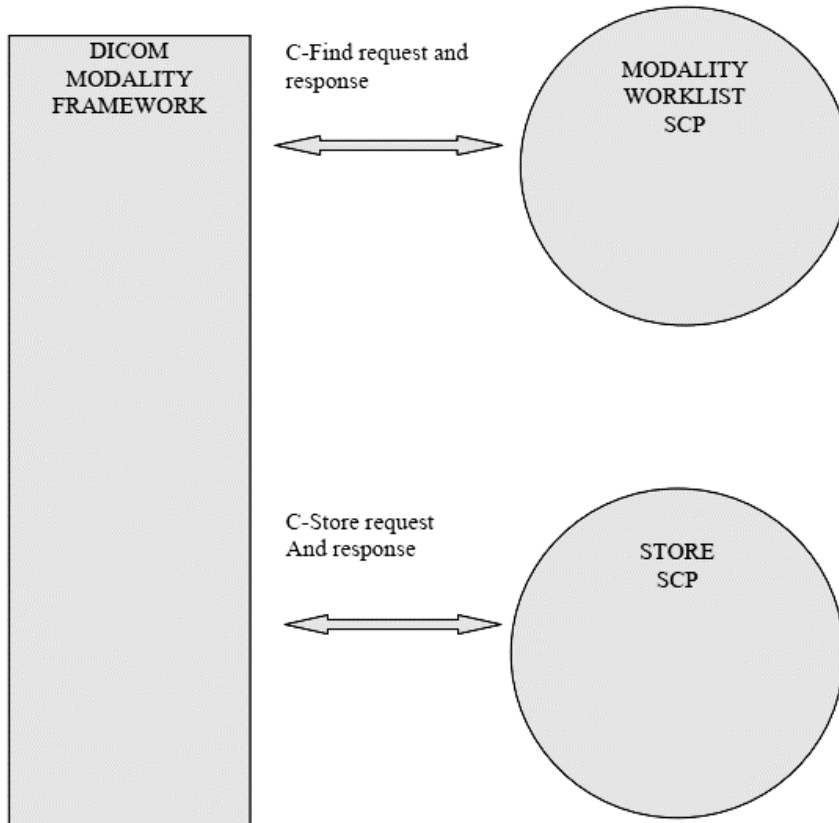 DICOM
MODALITY
FRAMEWORK
C-Find request and
response
MODALITY
WORKLIST
SCP
C-Store request
And response
STORE
SCP